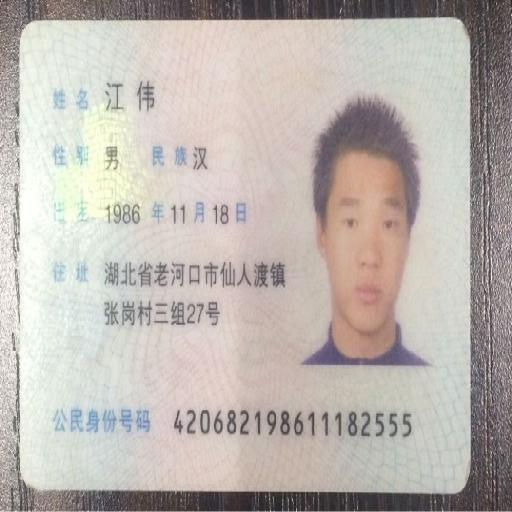 姓名 江伟
性别 男 民族 汉
出生 1986 年 11 月 18 日
住址 湖北省老河口市仙人渡镇
张岗村三组27号
公民身份号码 420682198611182555